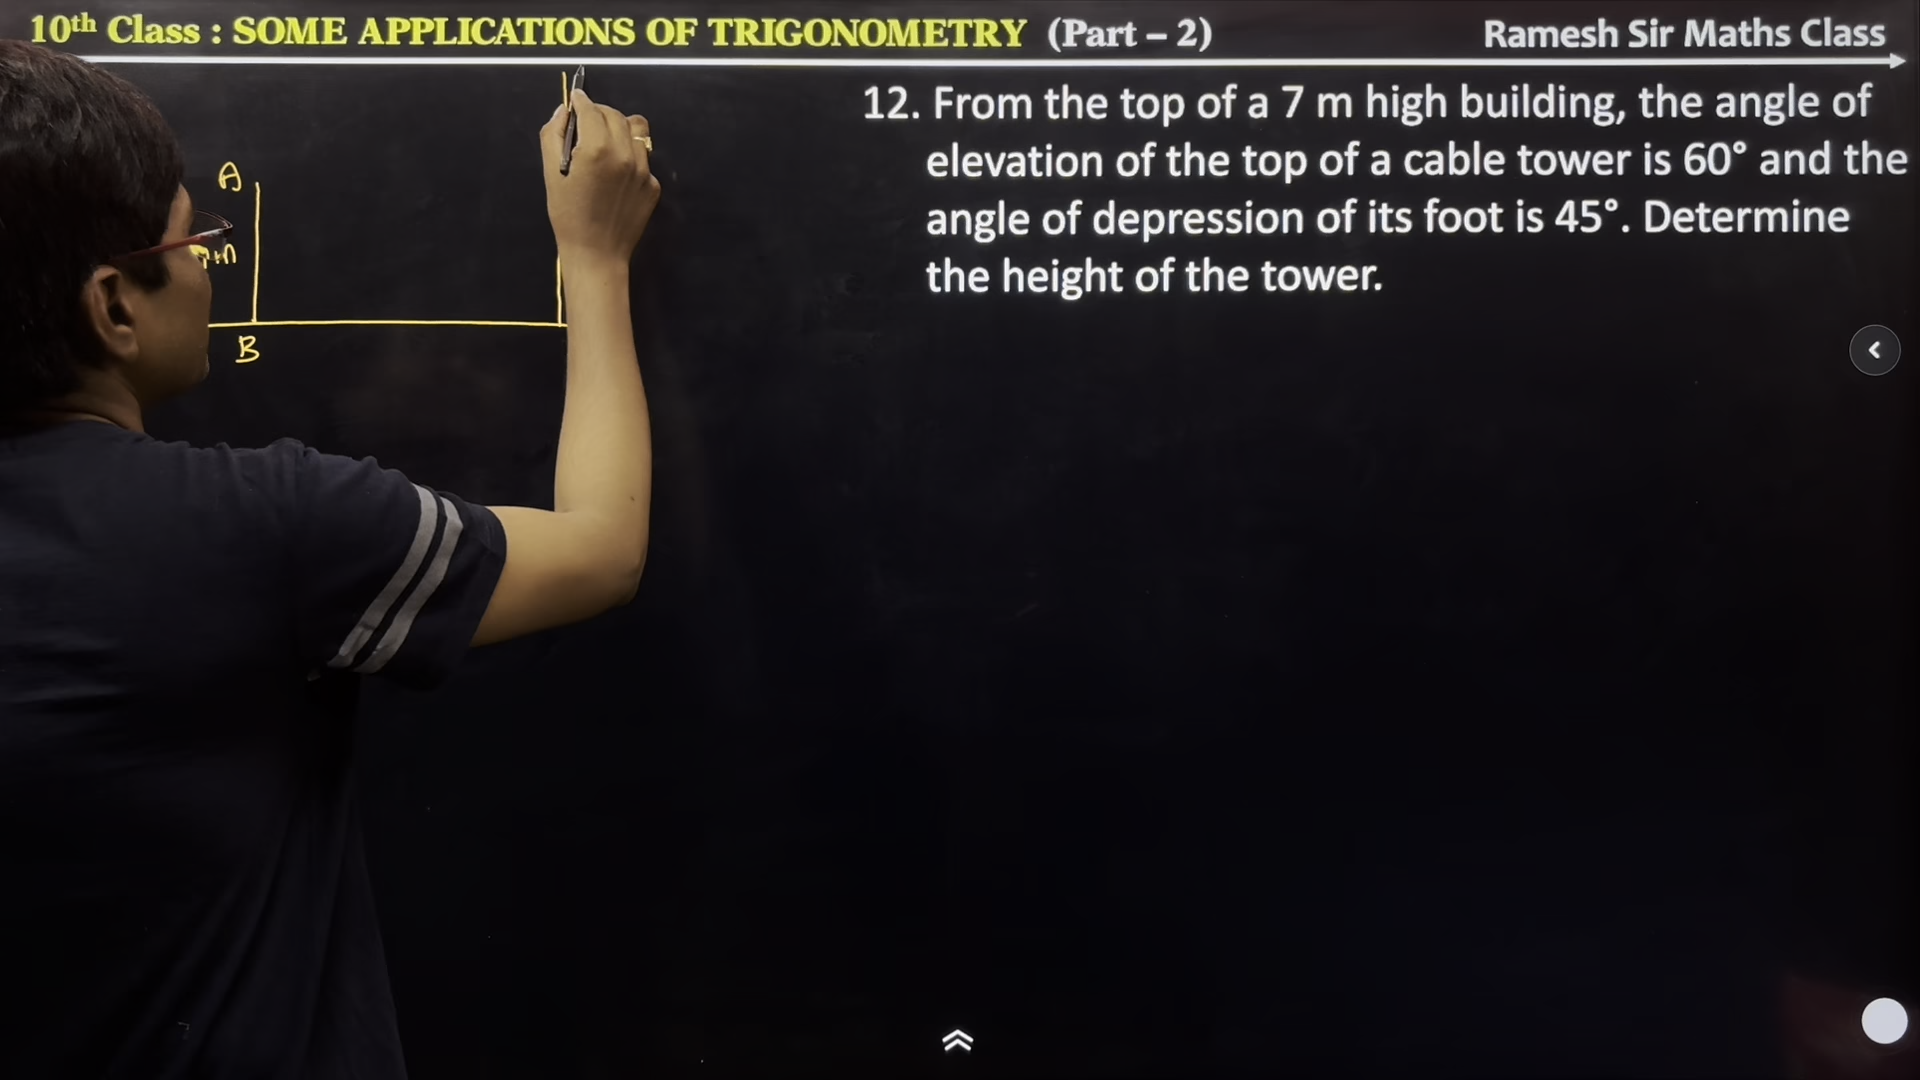 10th Class : SOME APPLICATIONS OF TRIGONOMETRY (Part – 2)
Ramesh Sir Maths Class
12. From the top of a 7 m high building, the angle of
elevation of the top of a cable tower is 60° and the
angle of depression of its foot is 45°. Determine
the height of the tower.
A
B